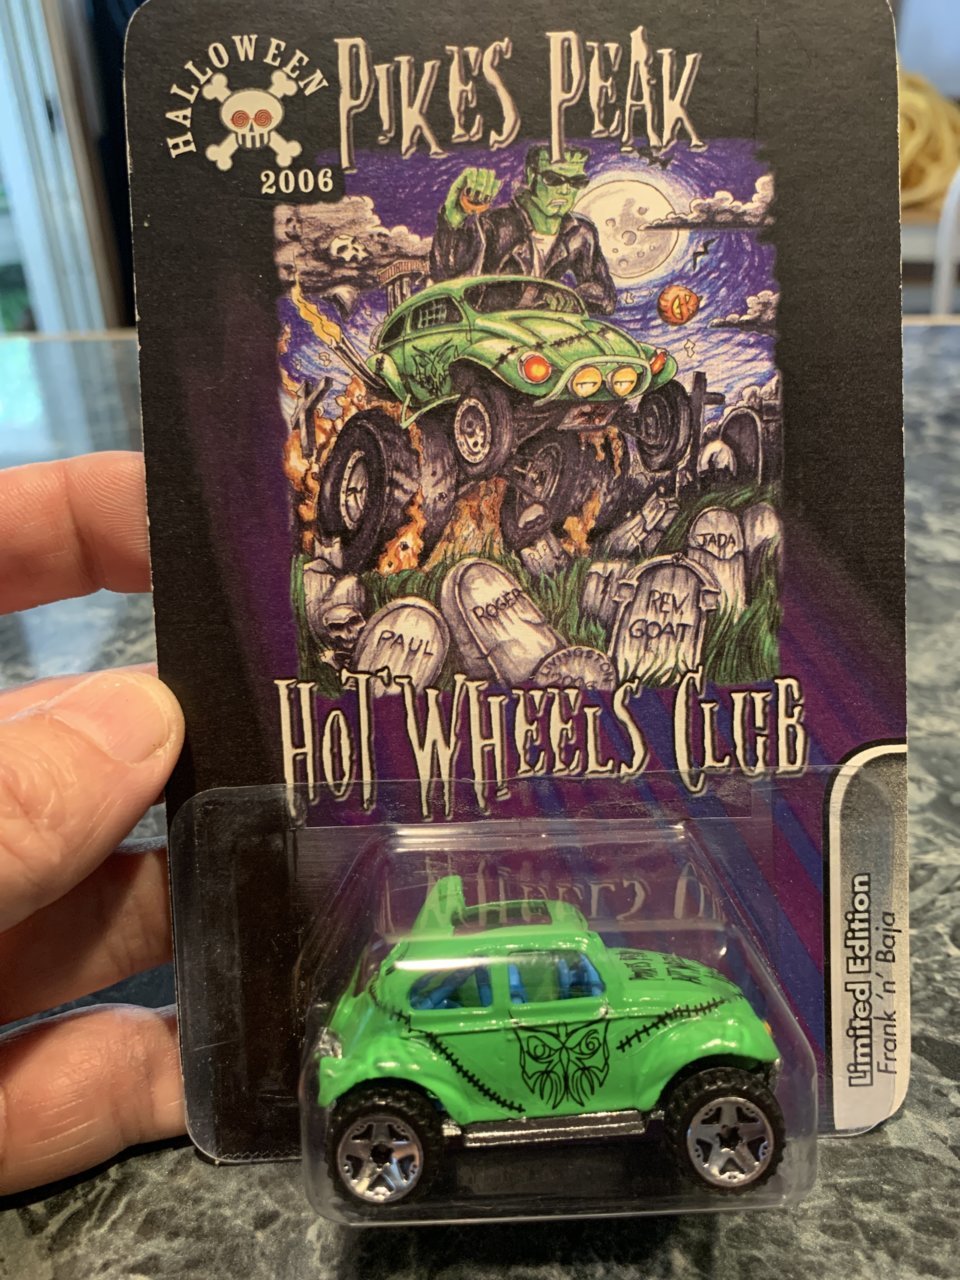 HALLOWEEN
2006
PIKES PEAK
JADA
REV.
GOAT
ROGER
PAUL
HOT WHEELS CLUB
Limited Edition
Frank 'n' Baja